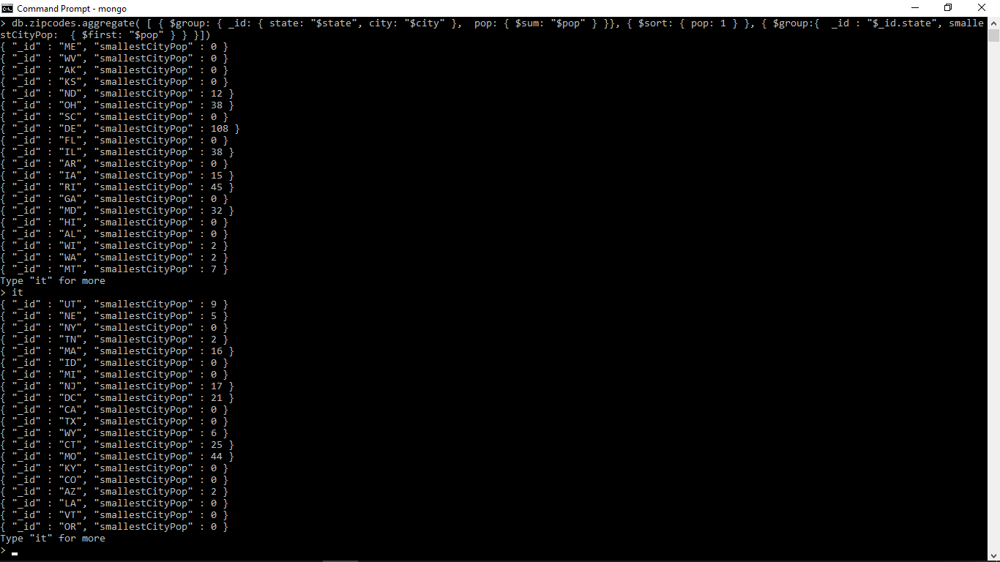 Command Prompt - mongo
> db.zipcodes.aggregate( [ { $group: { _id: { state: "$state", city: "$city" },  pop: { $sum: "$pop" } }}, { $sort: { pop: 1 } }, { $group:{  _id : "$_id.state", smalle
stCityPop:  { $first: "$pop" } } }])
{ "_id" : "ME", "smallestCityPop" : 0 }
{ "_id" : "WV", "smallestCityPop" : 0 }
{ "_id" : "AK", "smallestCityPop" : 0 }
{ "_id" : "KS", "smallestCityPop" : 0 }
{ "_id" : "ND", "smallestCityPop" : 12 }
{ "_id" : "OH", "smallestCityPop" : 38 }
{ "_id" : "SC", "smallestCityPop" : 0 }
{ "_id" : "DE", "smallestCityPop" : 108 }
{ "_id" : "FL", "smallestCityPop" : 0 }
{ "_id" : "IL", "smallestCityPop" : 38 }
{ "_id" : "AR", "smallestCityPop" : 0 }
{ "_id" : "IA", "smallestCityPop" : 15 }
{ "_id" : "RI", "smallestCityPop" : 45 }
{ "_id" : "GA", "smallestCityPop" : 0 }
{ "_id" : "MD", "smallestCityPop" : 32 }
{ "_id" : "HI", "smallestCityPop" : 0 }
{ "_id" : "AL", "smallestCityPop" : 0 }
{ "_id" : "WI", "smallestCityPop" : 2 }
{ "_id" : "WA", "smallestCityPop" : 2 }
{ "_id" : "MT", "smallestCityPop" : 7 }
Type "it" for more
> it
{ "_id" : "UT", "smallestCityPop" : 9 }
{ "_id" : "NE", "smallestCityPop" : 5 }
{ "_id" : "NY", "smallestCityPop" : 0 }
{ "_id" : "TN", "smallestCityPop" : 2 }
{ "_id" : "MA", "smallestCityPop" : 16 }
{ "_id" : "ID", "smallestCityPop" : 0 }
{ "_id" : "MI", "smallestCityPop" : 0 }
{ "_id" : "NJ", "smallestCityPop" : 17 }
{ "_id" : "DC", "smallestCityPop" : 21 }
{ "_id" : "CA", "smallestCityPop" : 0 }
{ "_id" : "TX", "smallestCityPop" : 0 }
{ "_id" : "WY", "smallestCityPop" : 6 }
{ "_id" : "CT", "smallestCityPop" : 25 }
{ "_id" : "MO", "smallestCityPop" : 44 }
{ "_id" : "KY", "smallestCityPop" : 0 }
{ "_id" : "CO", "smallestCityPop" : 0 }
{ "_id" : "AZ", "smallestCityPop" : 2 }
{ "_id" : "LA", "smallestCityPop" : 0 }
{ "_id" : "VT", "smallestCityPop" : 0 }
{ "_id" : "OR", "smallestCityPop" : 0 }
Type "it" for more
>